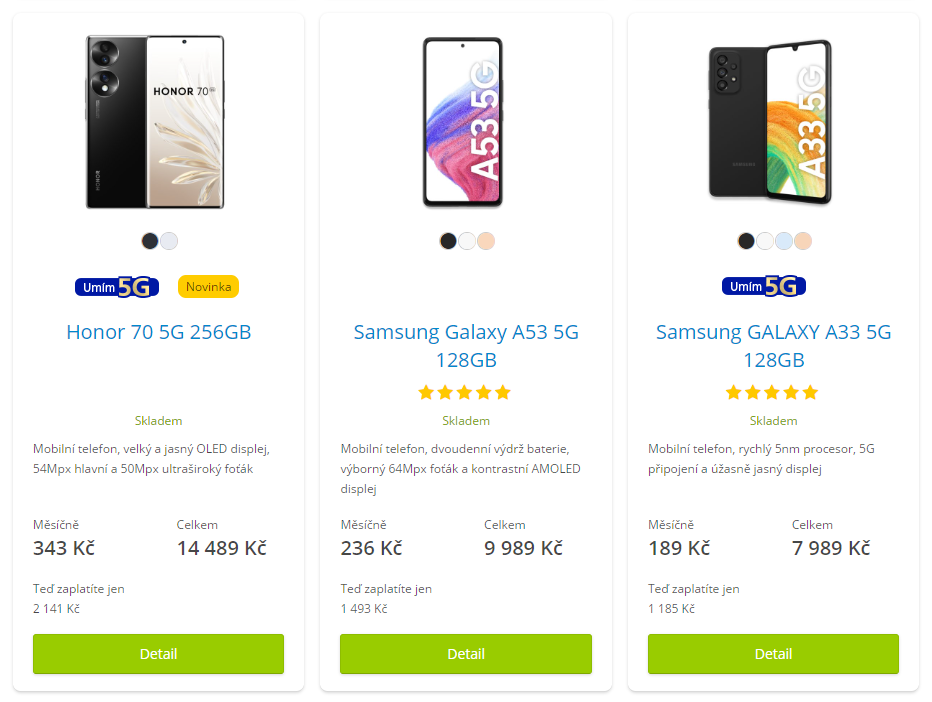 HONOR 70 5G
HONOR
Umím 5G
Novinka
Honor 70 5G 256GB
Skladem
Mobilní telefon, velký a jasný OLED displej,
54Mpx hlavní a 50Mpx ultraširoký foťák
Měsíčně
Celkem
343 Kč
14 489 Kč
Teď zaplatíte jen
2 141 Kč
Detail
A53 5G
Samsung Galaxy A53 5G
128GB
Skladem
Mobilní telefon, dvoudenní výdrž baterie,
výborný 64Mpx foťák a kontrastní AMOLED
displej
Měsíčně
Celkem
236 Kč
9 989 Kč
Teď zaplatíte jen
1 493 Kč
Detail
A33 5G
SAMSUNG
Umím 5G
Samsung GALAXY A33 5G
128GB
Skladem
Mobilní telefon, rychlý 5nm procesor, 5G
připojení a úžasně jasný displej
Měsíčně
Celkem
189 Kč
7 989 Kč
Teď zaplatíte jen
1 185 Kč
Detail